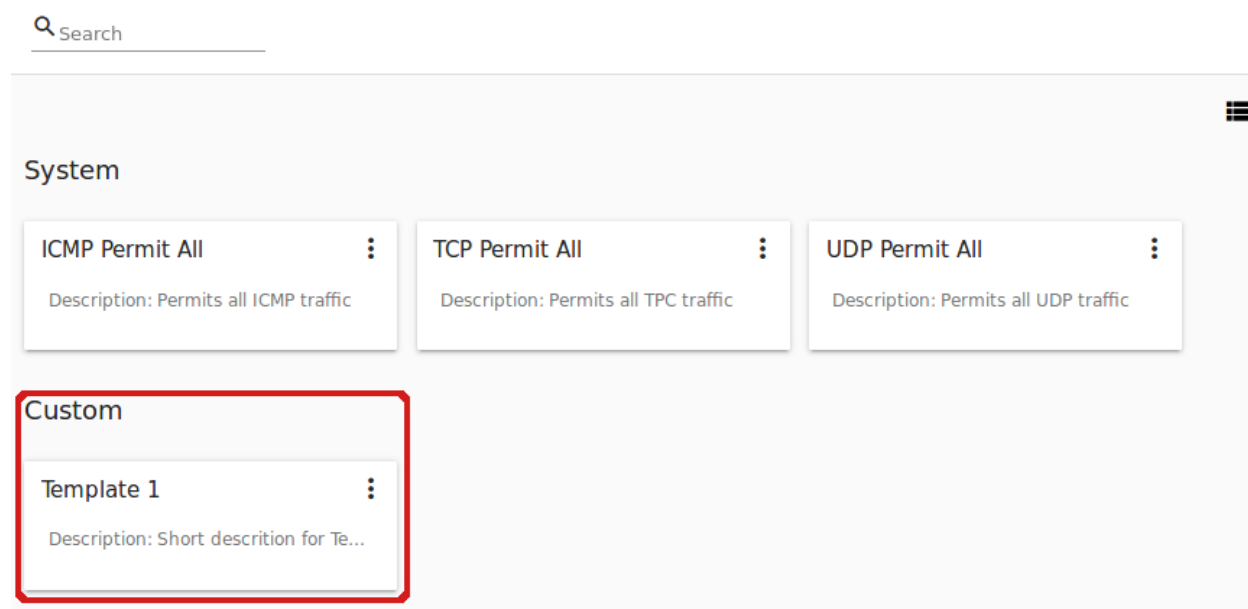 Search
System
ICMP Permit All
TCP Permit All
UDP Permit All
Description: Permits all ICMP traffic
Description: Permits all TPC traffic
Description: Permits all UDP traffic
Custom
Template 1
Description: Short descrition for Te...